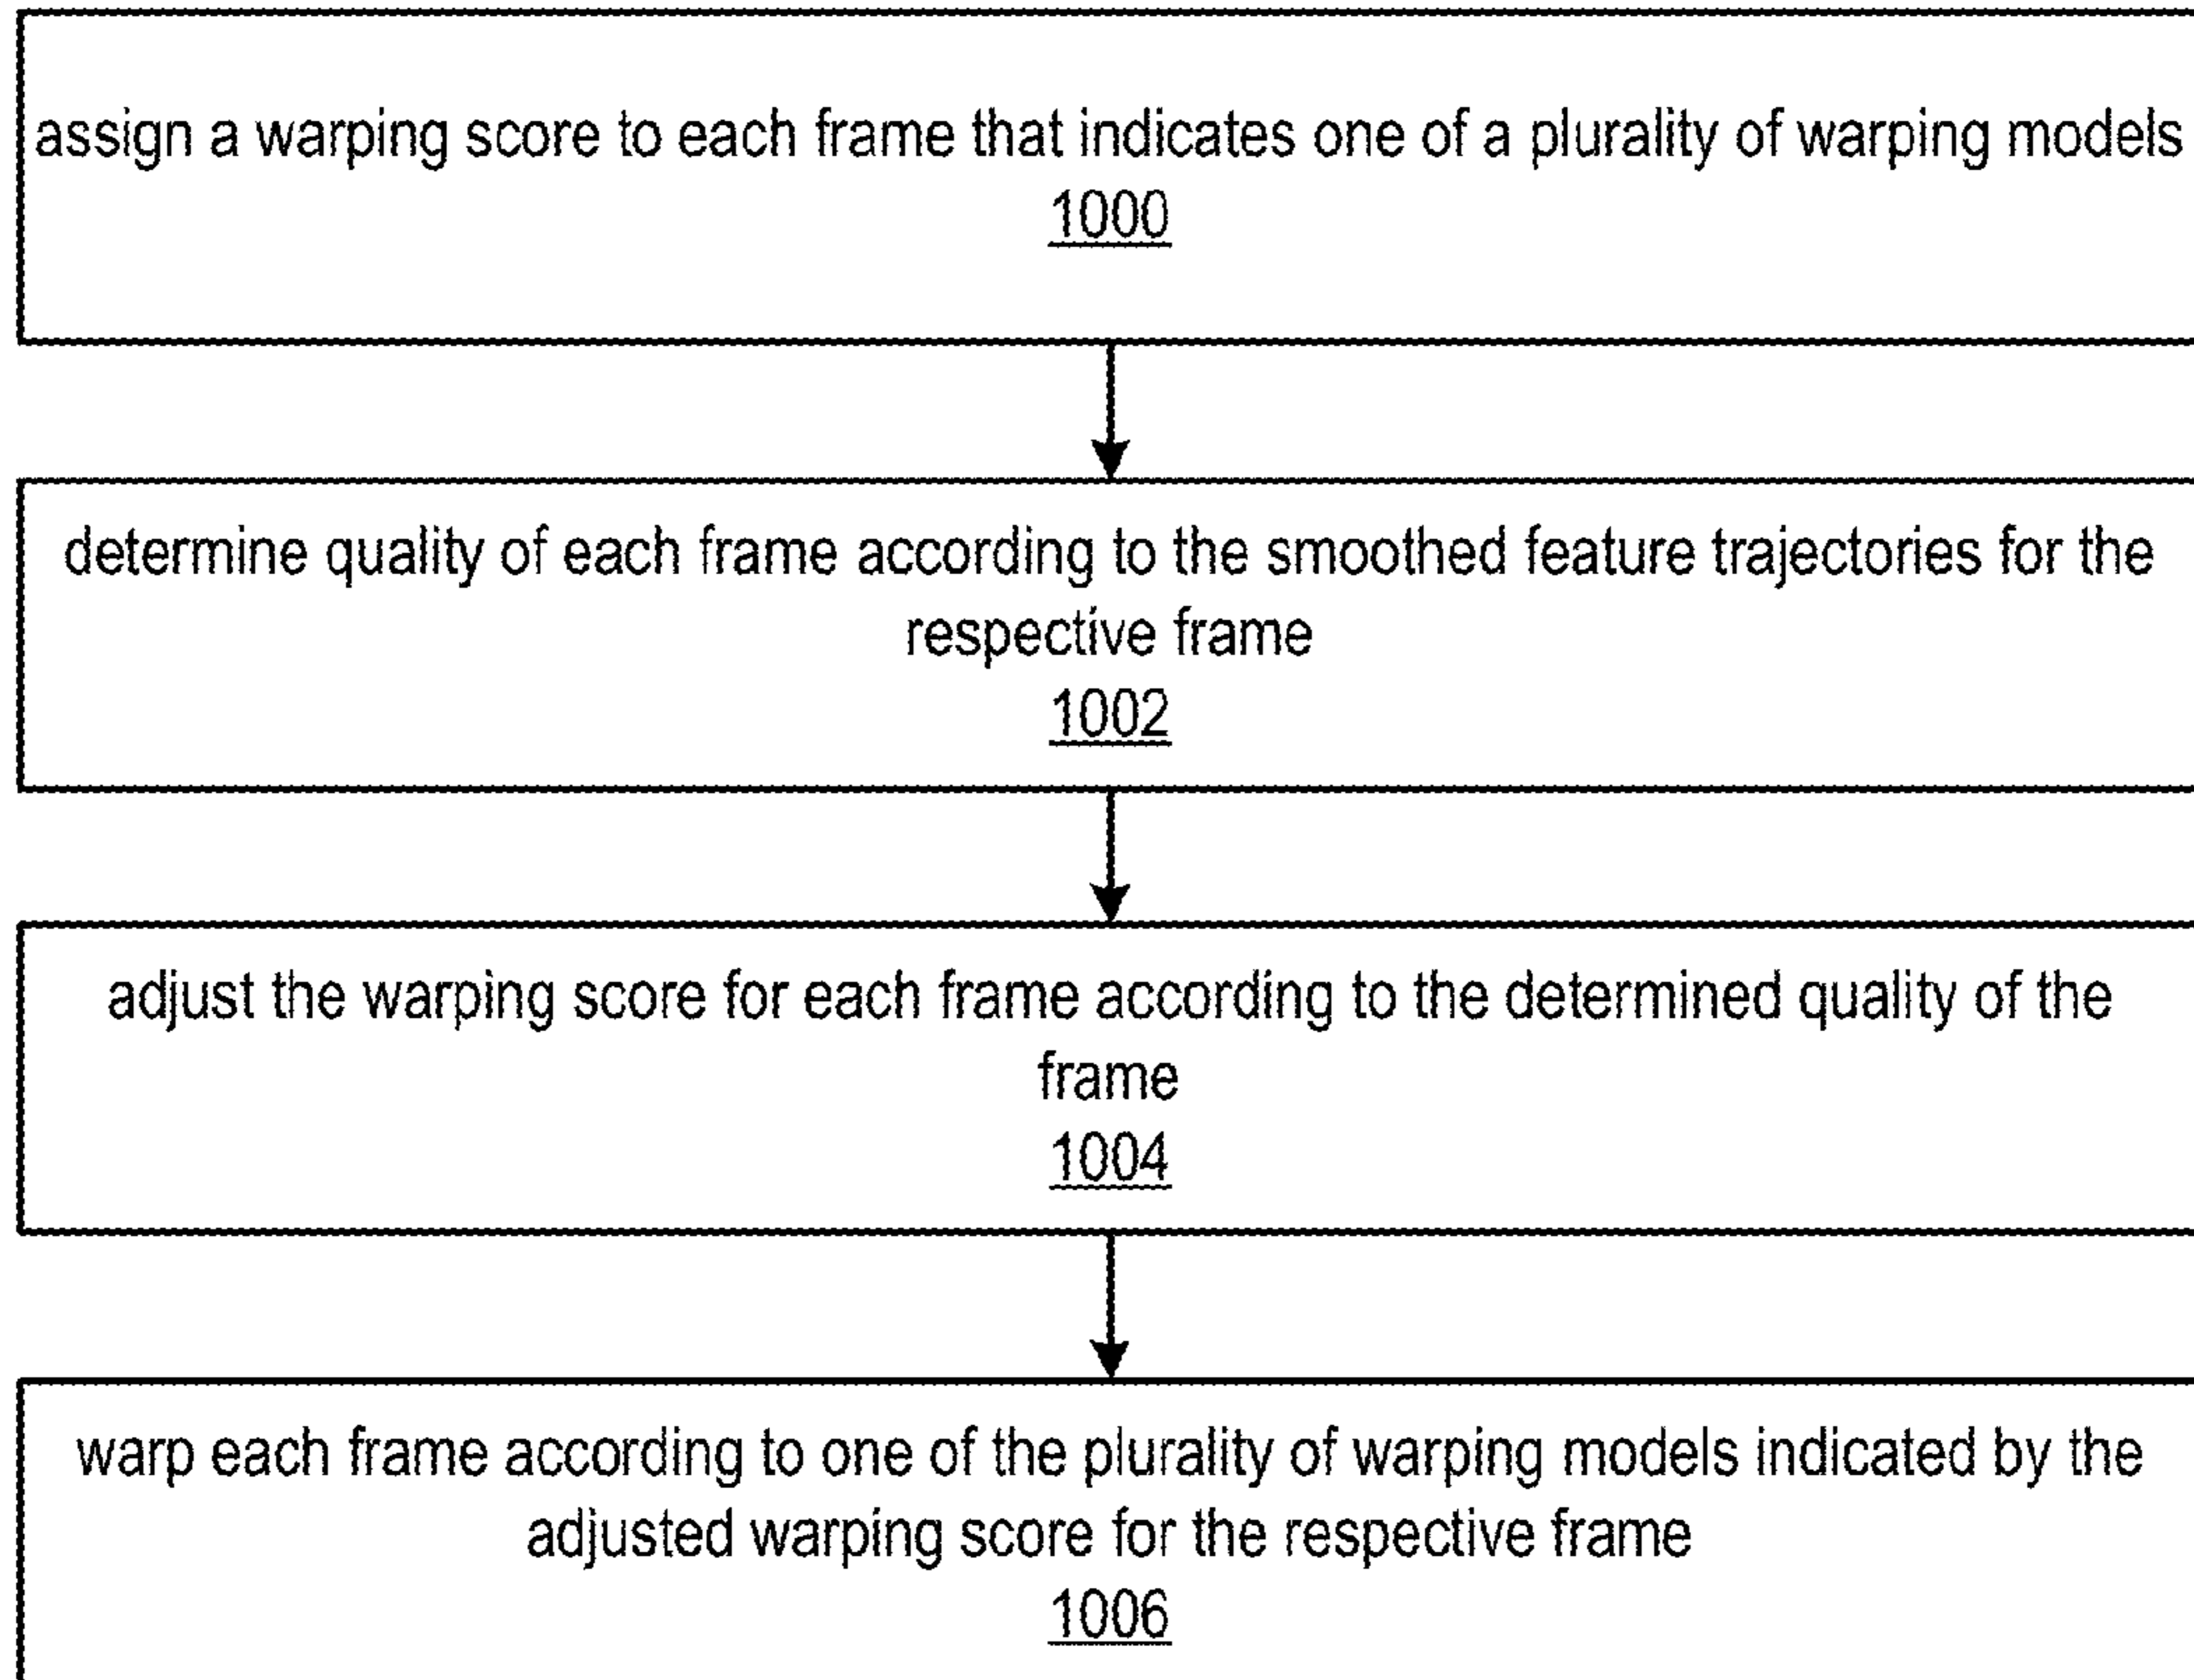 assign a warping score to each frame that indicates one of a plurality of warping models
1000
determine quality of each frame according to the smoothed feature trajectories for the
respective frame
1002
adjust the warping score for each frame according to the determined quality of the
frame
1004
warp each frame according to one of the plurality of warping models indicated by the
adjusted warping score for the respective frame
1006